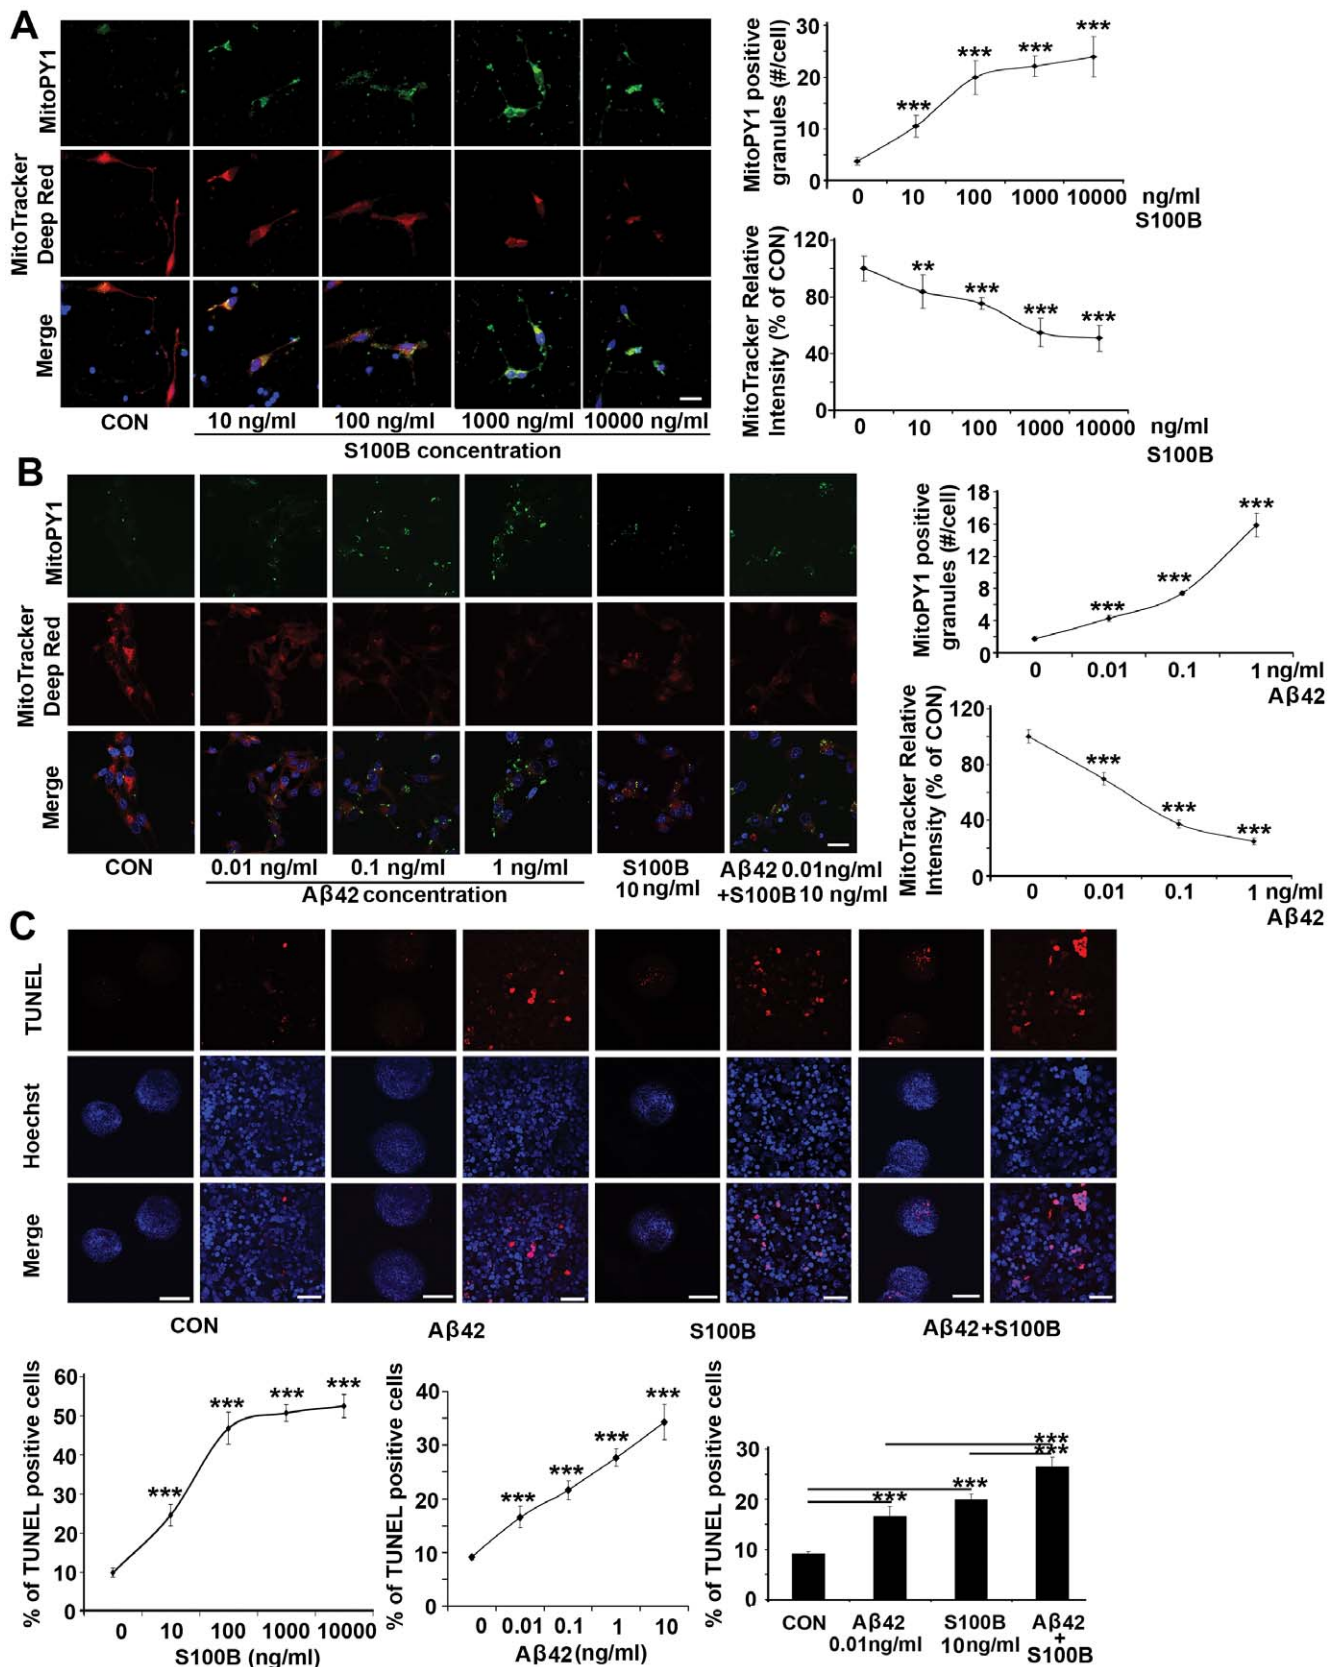 A
MitoPY1
MitoTracker
Deep Red
Merge
CON
10 ng/ml
100 ng/ml
1000 ng/ml
10000 ng/ml
S100B concentration
MitoPY1 positive
granules (#/cell)
30
20
10
0
***
***
***
***
0 10 100 1000 10000 ng/ml
S100B
MitoTracker Relative
Intensity (% of CON)
120
80
40
0
**
***
***
***
0 10 100 1000 10000 ng/ml
S100B
B
MitoPY1
MitoTracker
Deep Red
Merge
CON
0.01 ng/ml
0.1 ng/ml
1 ng/ml
Aβ42 concentration
S100B
10 ng/ml
Aβ42 0.01ng/ml
+S100B 10 ng/ml
MitoPY1 positive
granules (#/cell)
18
16
12
8
4
0
***
***
***
0 0.01 0.1 1 ng/ml
Aβ42
MitoTracker Relative
Intensity (% of CON)
120
80
40
0
***
***
***
0 0.01 0.1 1 ng/ml
Aβ42
C
TUNEL
Hoechst
Merge
CON
Aβ42
S100B
Aβ42+S100B
% of TUNEL positive cells
60
50
40
30
20
10
0
***
***
***
***
0 10 100 1000 10000
S100B (ng/ml)
% of TUNEL positive cells
40
30
20
10
0
***
***
***
***
0 0.01 0.1 1 10
Aβ42 (ng/ml)
% of TUNEL positive cells
30
20
10
0
***
***
***
***
CON
Aβ42
0.01ng/ml
S100B
10ng/ml
Aβ42
+
S100B